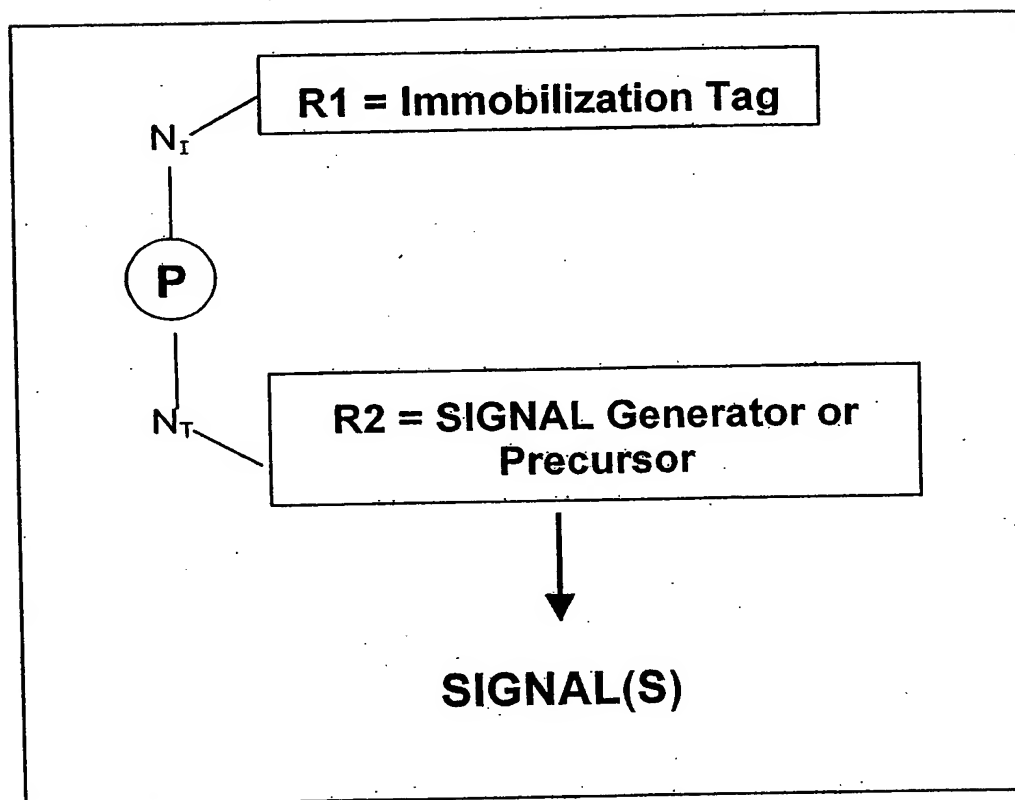 R1 = Immobilization Tag
N_I
P
N_T
R2 = SIGNAL Generator or
Precursor
SIGNAL(S)